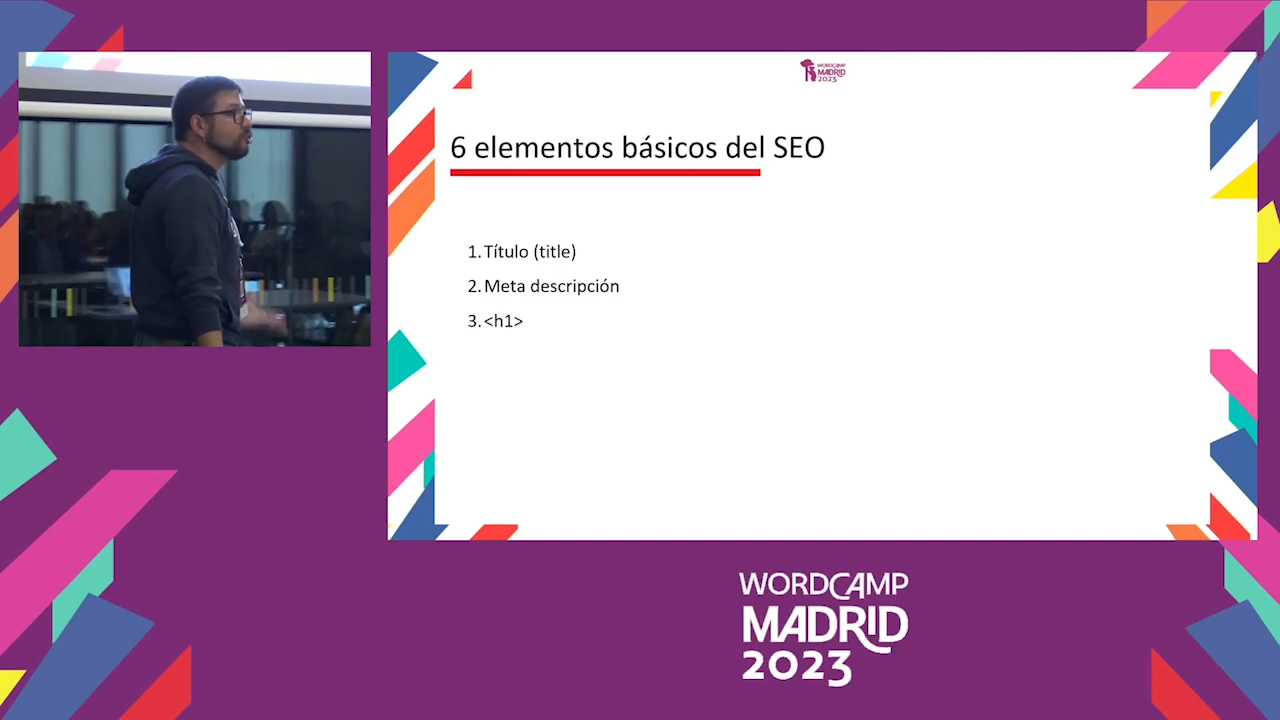 WORDCAMP
MADRID
2023
6 elementos básicos del SEO
1. Título (title)
2. Meta descripción
3. <h1>
WORDCAMP
MADRID
2023